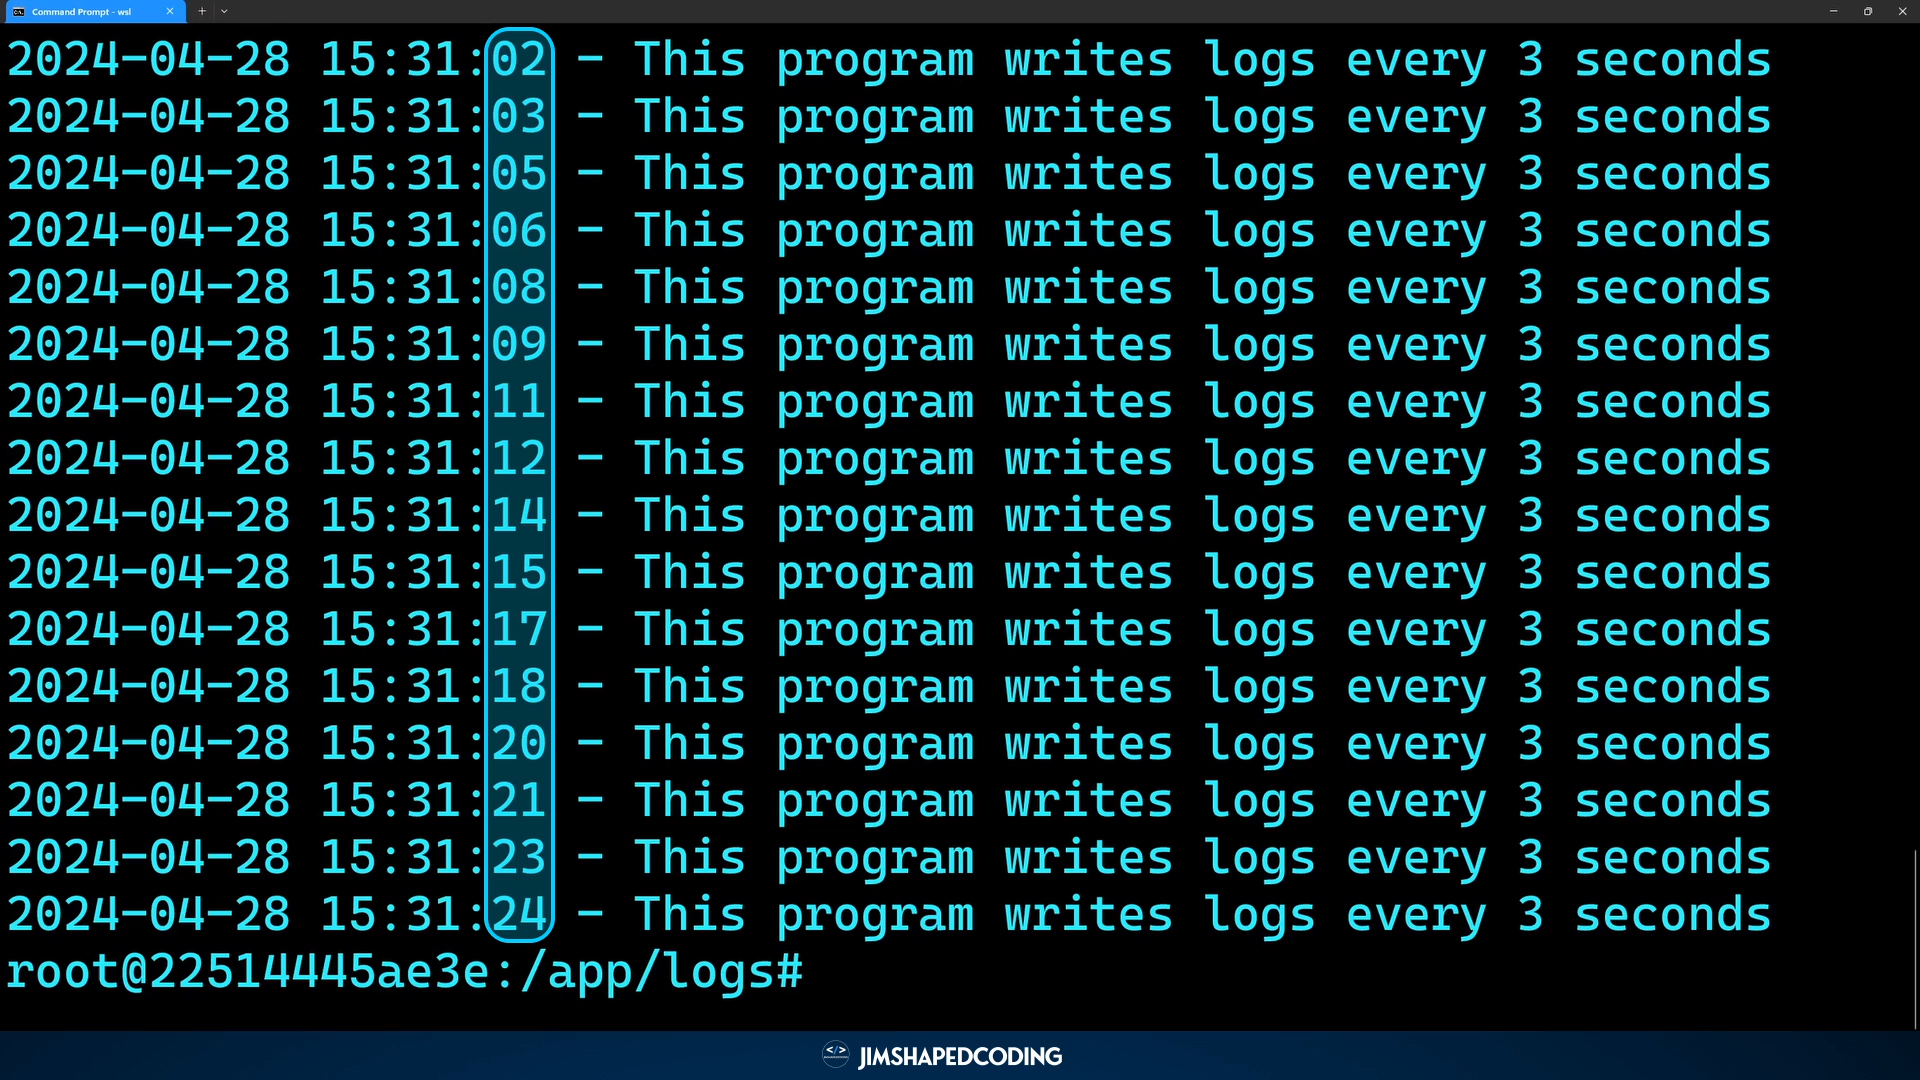 Command Prompt - wsl
2024-04-28 15:31:02 - This program writes logs every 3 seconds
2024-04-28 15:31:03 - This program writes logs every 3 seconds
2024-04-28 15:31:05 - This program writes logs every 3 seconds
2024-04-28 15:31:06 - This program writes logs every 3 seconds
2024-04-28 15:31:08 - This program writes logs every 3 seconds
2024-04-28 15:31:09 - This program writes logs every 3 seconds
2024-04-28 15:31:11 - This program writes logs every 3 seconds
2024-04-28 15:31:12 - This program writes logs every 3 seconds
2024-04-28 15:31:14 - This program writes logs every 3 seconds
2024-04-28 15:31:15 - This program writes logs every 3 seconds
2024-04-28 15:31:17 - This program writes logs every 3 seconds
2024-04-28 15:31:18 - This program writes logs every 3 seconds
2024-04-28 15:31:20 - This program writes logs every 3 seconds
2024-04-28 15:31:21 - This program writes logs every 3 seconds
2024-04-28 15:31:23 - This program writes logs every 3 seconds
2024-04-28 15:31:24 - This program writes logs every 3 seconds
root@22514445ae3e:/app/logs#
</> JIMSHAPEDCODING